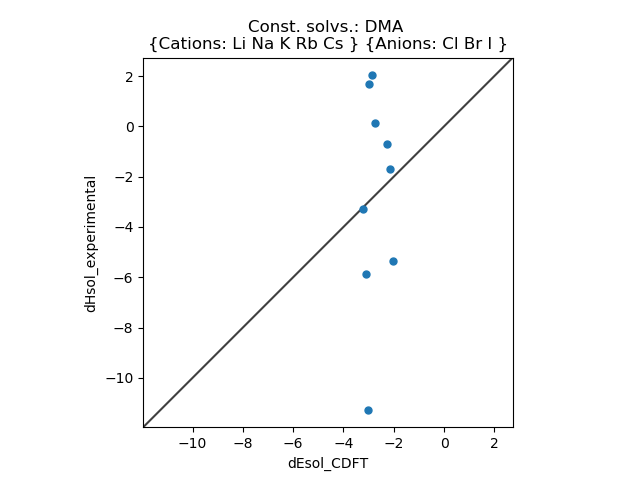 Const. solvs.: DMA
{Cations: Li Na K Rb Cs } {Anions: Cl Br I }
2
0
−2
−4
−6
−8
−10
dHsol_experimental
−10 −8 −6 −4 −2 0 2
dEsol_CDFT